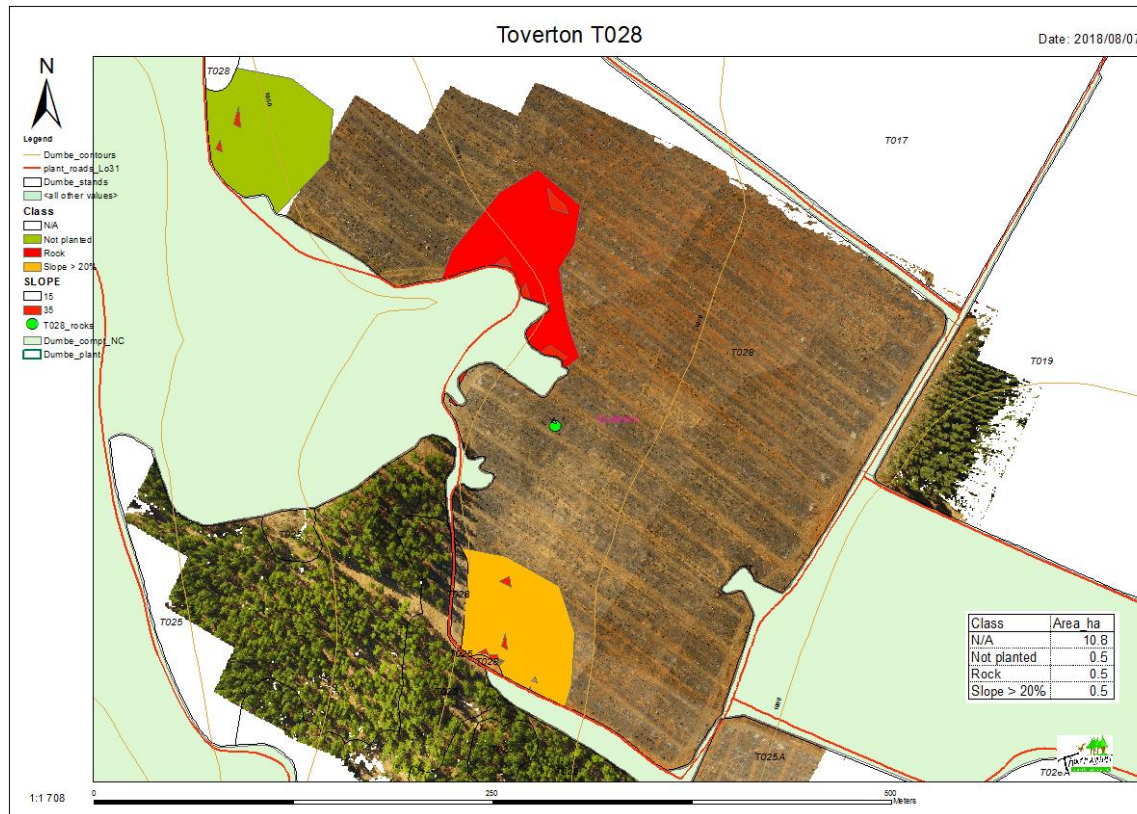 Toverton T028
Date: 2018/08/07
N
Legend
Dumbe_contours
plant_roads_Lo31
Dumbe_stands
<all other values>
Class
N/A
Not planted
Rock
Slope > 20%
SLOPE
15
35
T028_rocks
Dumbe_compt_NC
Dumbe_plant
T028
T017
T028
T019
T028
T025
T025
T028
T025A
Class Area_ha
N/A 10.8
Not planted 0.5
Rock 0.5
Slope > 20% 0.5
1:1 708
0
250
500
Meters